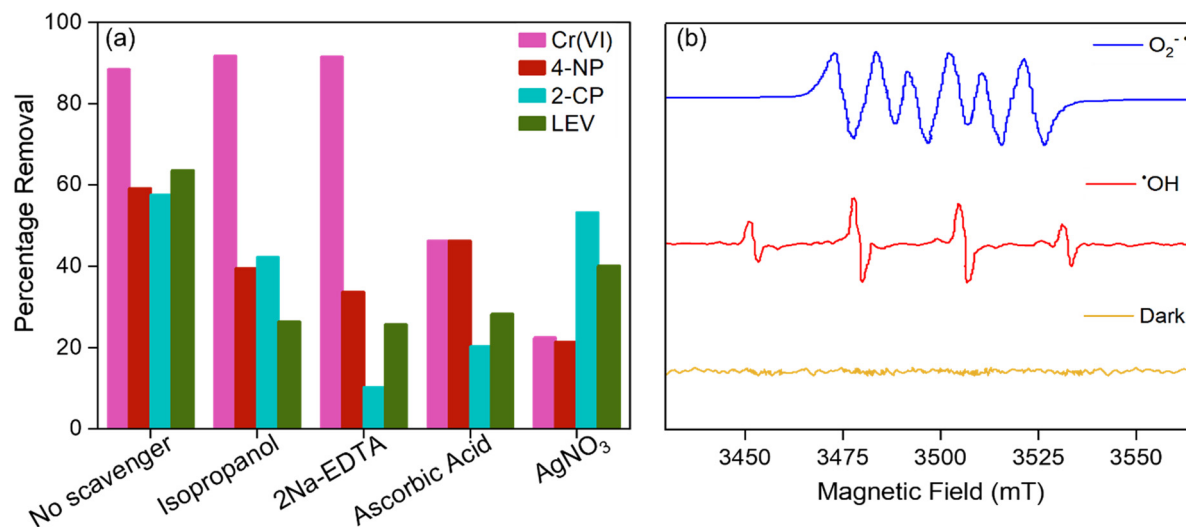 (a)
Cr(VI)
4-NP
2-CP
LEV
Percentage Removal
100
80
60
40
20
0
No scavenger
Isopropanol
2Na-EDTA
Ascorbic Acid
AgNO₃
(b)
O₂⁻•
•OH
Dark
3450 3475 3500 3525 3550
Magnetic Field (mT)